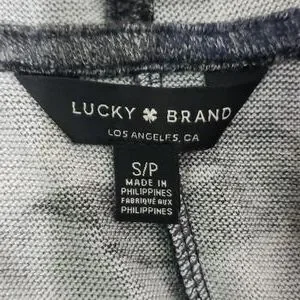 LUCKY BRAND
LOS ANGELES, CA
S/P
MADE IN
PHILIPPINES
FABRIQUÉ AUX
PHILIPPINES